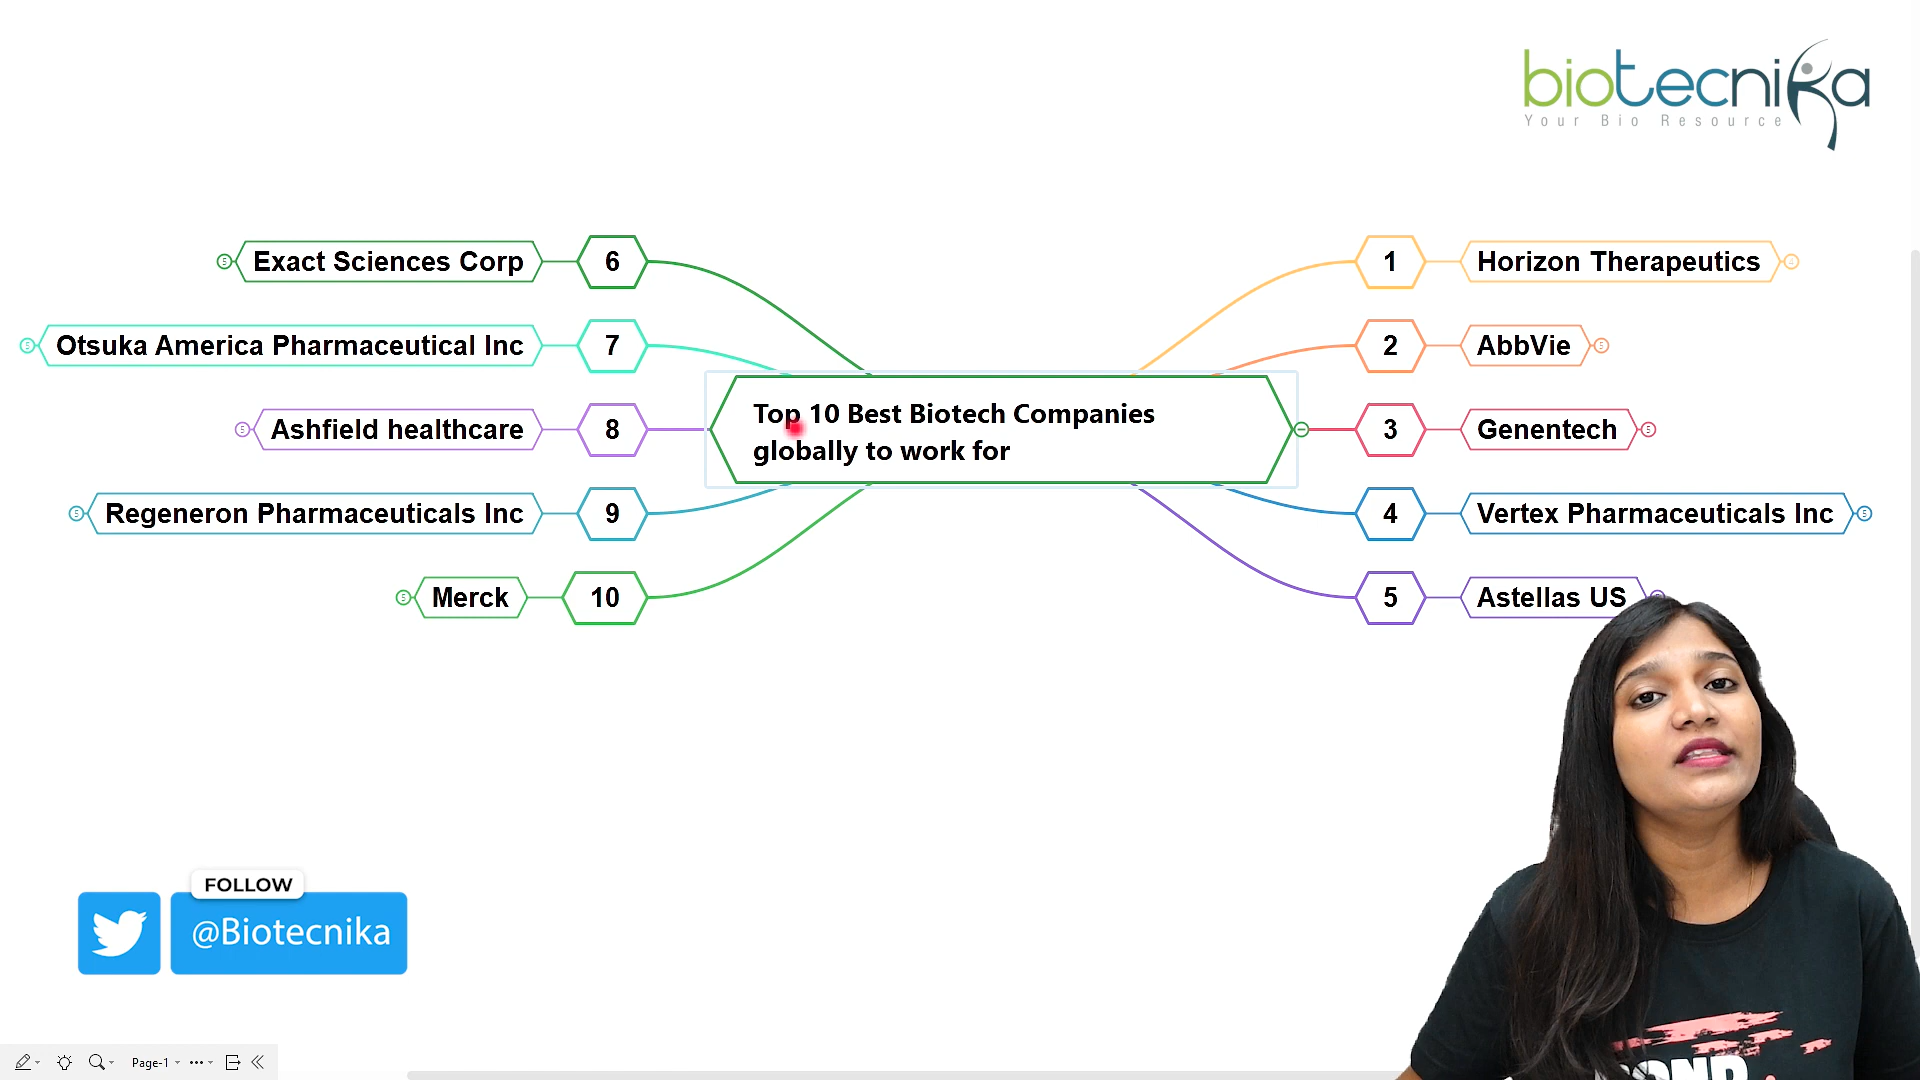 biotecnika
Your Bio Resource
Top 10 Best Biotech Companies
globally to work for
1
Horizon Therapeutics
2
AbbVie
3
Genentech
4
Vertex Pharmaceuticals Inc
5
Astellas US
6
Exact Sciences Corp
7
Otsuka America Pharmaceutical Inc
8
Ashfield healthcare
9
Regeneron Pharmaceuticals Inc
10
Merck
FOLLOW
@Biotecnika
Page-1